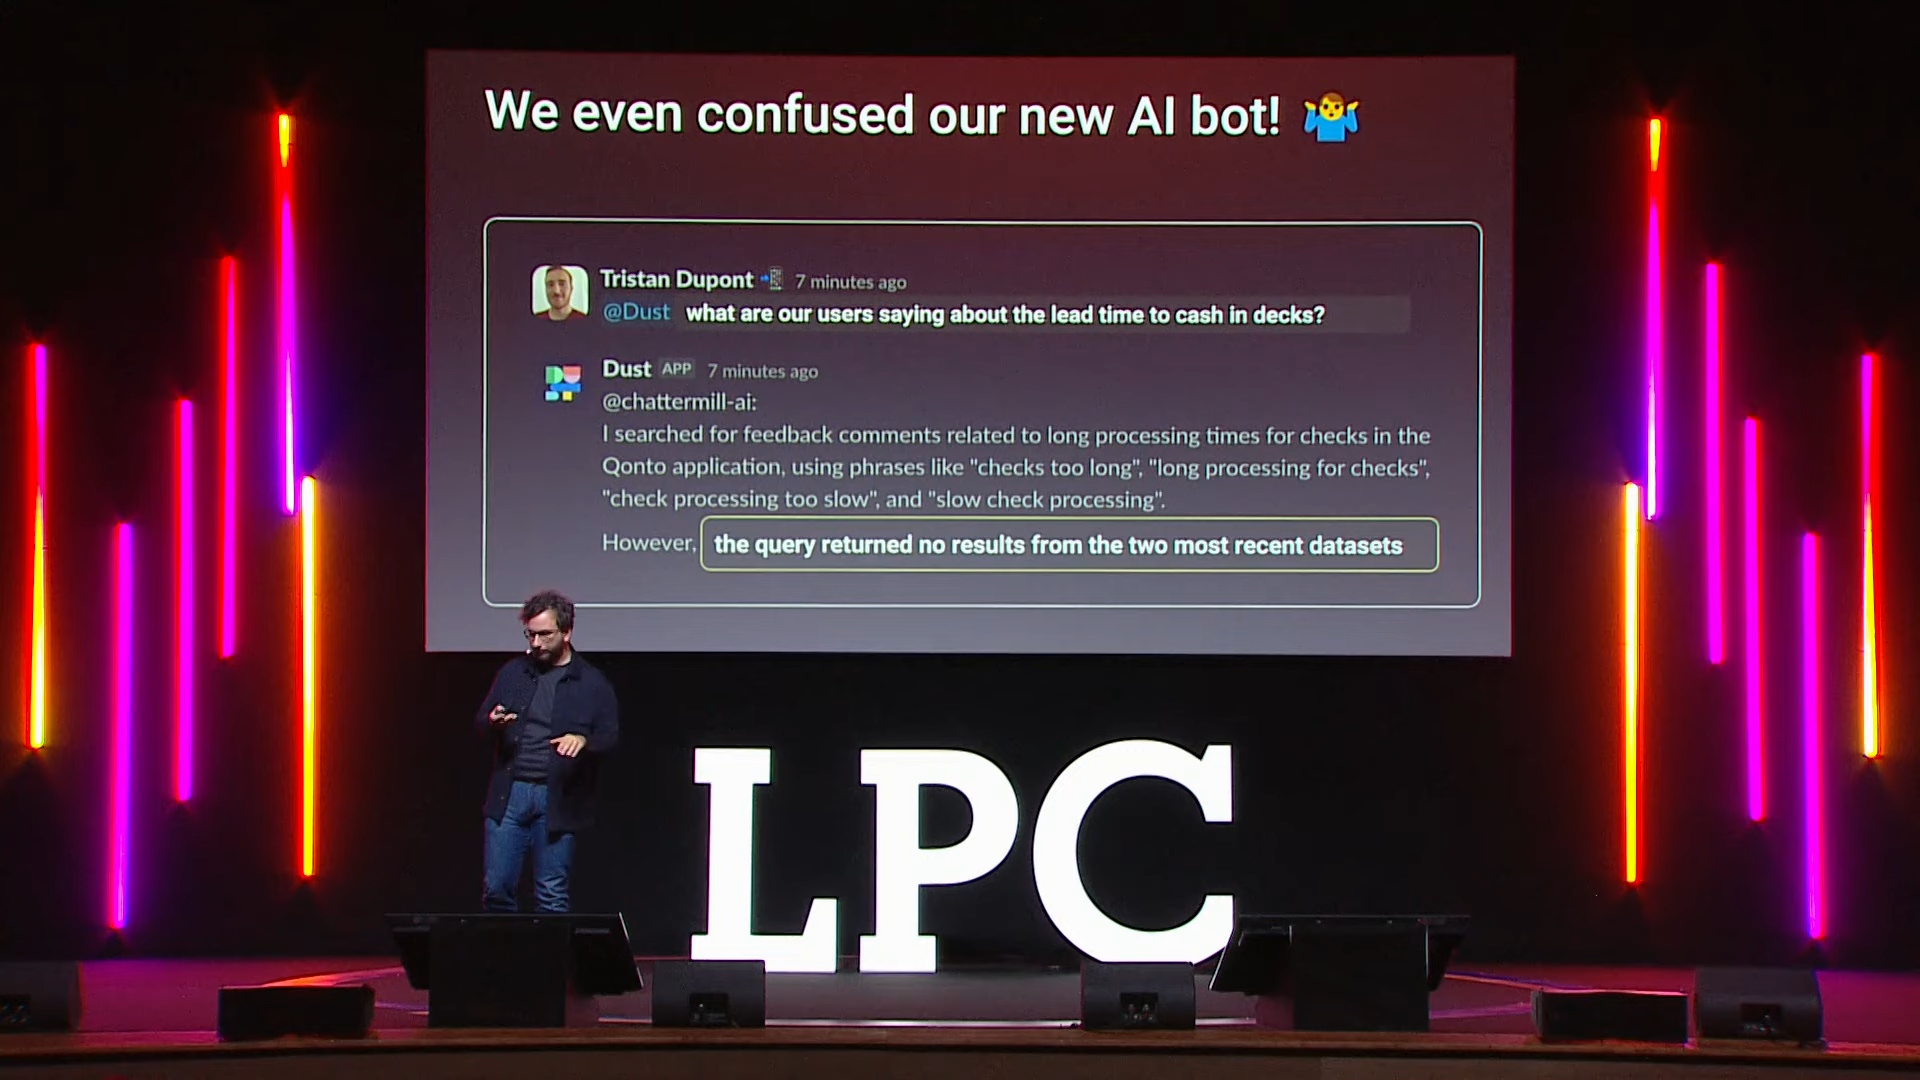 We even confused our new AI bot! 🤷‍♂️
Tristan Dupont 7 minutes ago
@Dust what are our users saying about the lead time to cash in decks?
Dust APP 7 minutes ago
@chattermill-ai:
I searched for feedback comments related to long processing times for checks in the
Qonto application, using phrases like "checks too long", "long processing for checks",
"check processing too slow", and "slow check processing".
However, the query returned no results from the two most recent datasets
LPC